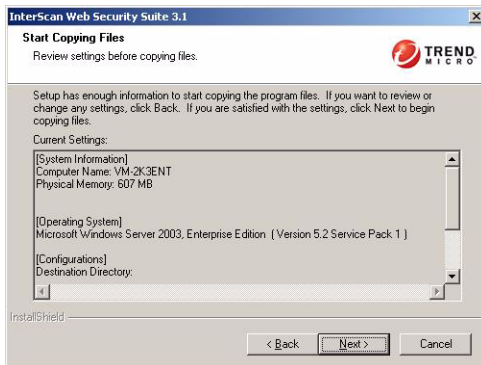 InterScan Web Security Suite 3.1
Start Copying Files
Review settings before copying files.
TREND
MICRO
Setup has enough information to start copying the program files. If you want to review or
change any settings, click Back. If you are satisfied with the settings, click Next to begin
copying files.
Current Settings:
[System Information]
Computer Name: VM-2K3ENT
Physical Memory: 607 MB
[Operating System]
Microsoft Windows Server 2003, Enterprise Edition ( Version 5.2 Service Pack 1 )
[Configurations]
Destination Directory:
InstallShield
< Back
Next >
Cancel